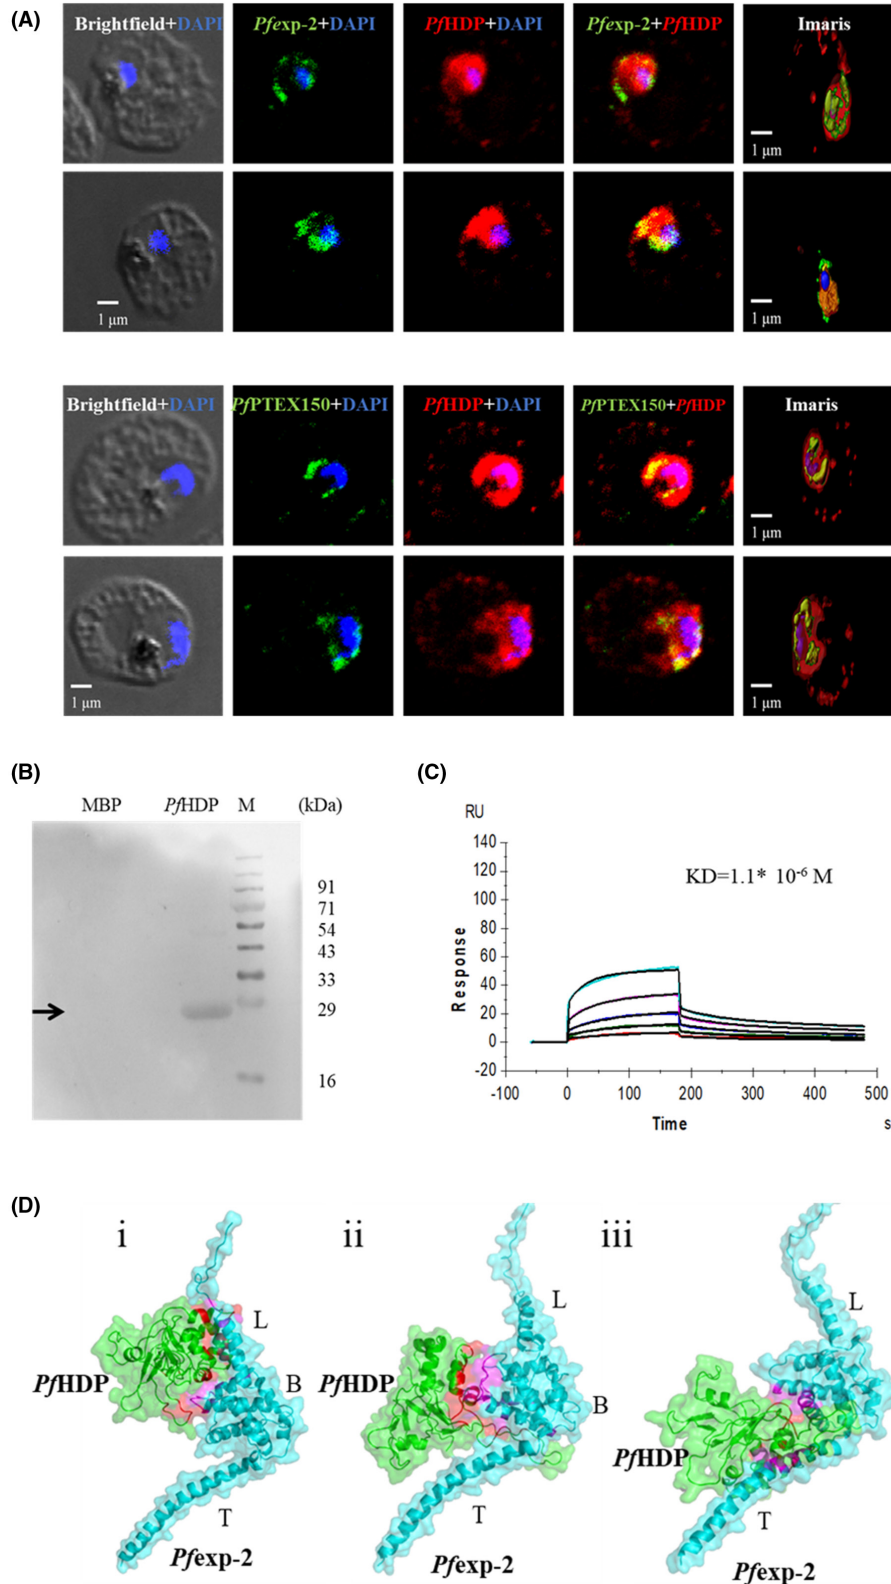 (A)
Brightfield+DAPI
Pfexp-2+DAPI
PfHDP+DAPI
Pfexp-2+PfHDP
Imaris
1 µm
1 µm
1 µm
Brightfield+DAPI
PfPTEX150+DAPI
PfHDP+DAPI
PfPTEX150+PfHDP
Imaris
1 µm
1 µm
1 µm
(B)
MBP PfHDP M (kDa)
91
71
54
43
33
29
16
(C)
RU
140
120
100
80
60
40
20
0
-20
Response
KD=1.1* 10⁻⁶ M
-100 0 100 200 300 400 500
Time s
(D)
i
L
PfHDP
B
T
Pfexp-2
ii
L
PfHDP
B
T
Pfexp-2
iii
L
PfHDP
T
Pfexp-2